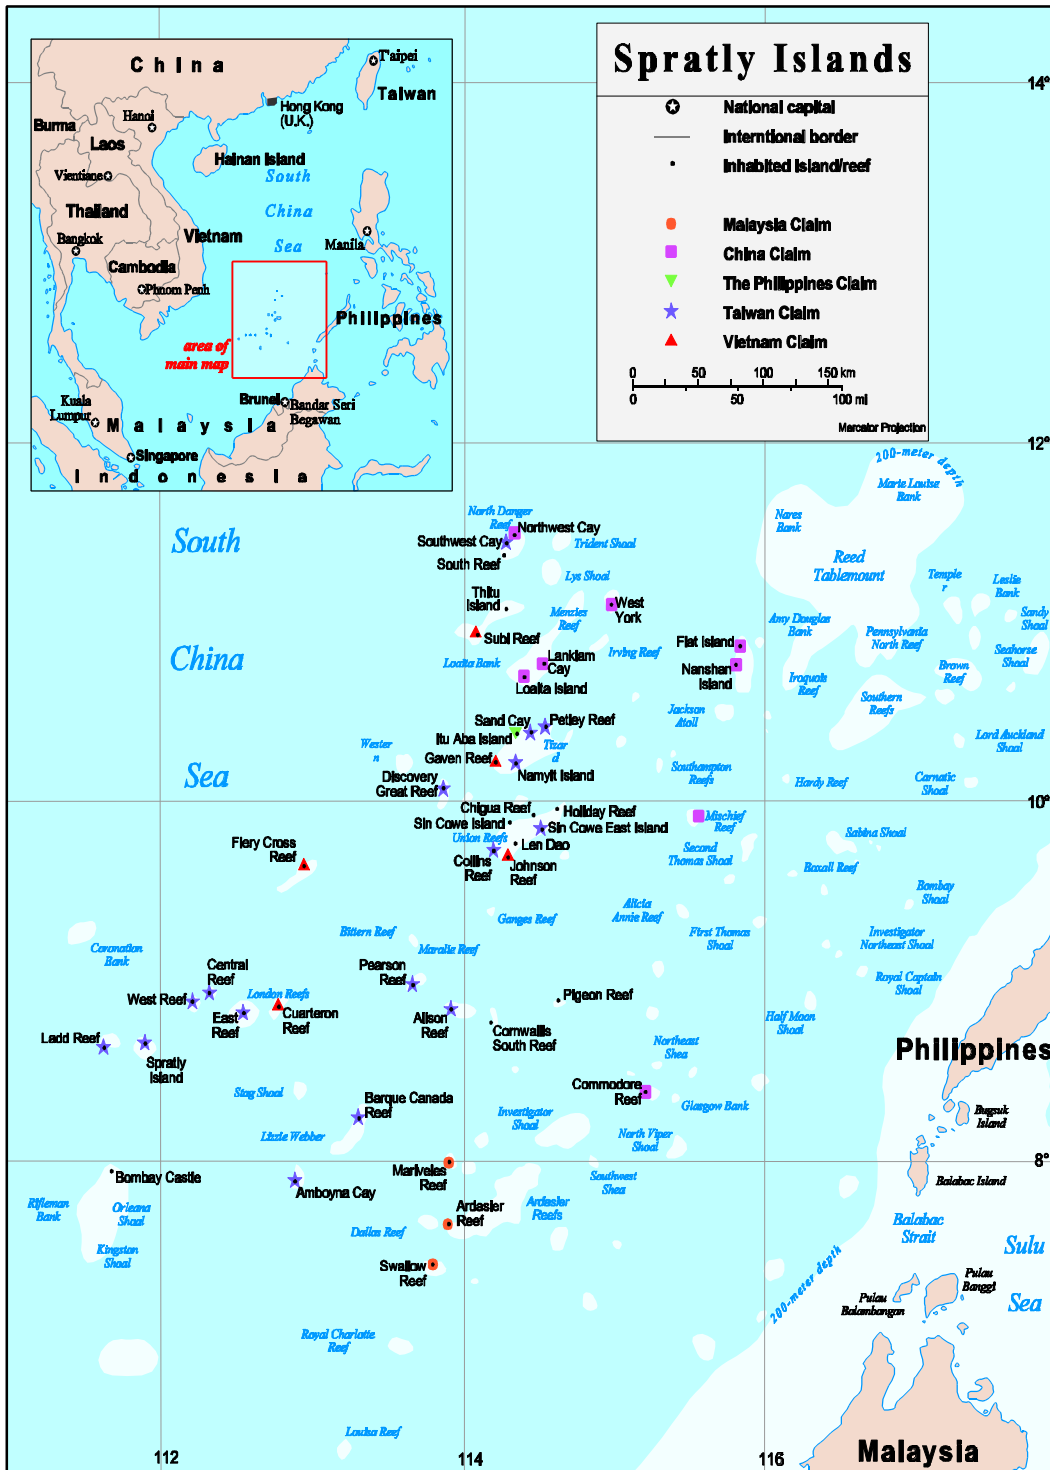 China
T'aipei
Taiwan
Hong Kong
(U.K.)
Burma
Hanoi
Laos
Hainan Island
Vientiane
South
China
Sea
Thailand
Vietnam
Bangkok
Manila
Cambodia
Phnom Penh
Philippines
area of
main map
Brunei
Bandar Seri
Begawan
Kuala
Lumpur
Malaysia
Singapore
Indonesia
Spratly Islands
National capital
Interntional border
Inhabited island/reef
Malaysia Claim
China Claim
The Philippines Claim
Taiwan Claim
Vietnam Claim
0 50 100 150 km
0 50 100 mi
Mercator Projection
14°
12°
10°
8°
200-meter depth
Marie Louise
Bank
Nares
Bank
North Danger
Reef
Northwest Cay
Southwest Cay
South Reef
Trident Shoal
South
Reed
Tablemount
Temple
r
Leslie
Bank
Lys Shoal
Thitu
Island
West
York
Menzies
Reef
Sandy
Shoal
Amy Douglas
Bank
Pennsylvania
North Reef
Subi Reef
Flat Island
Irving Reef
Seahorse
Shoal
China
Loaita Bank
Lankiam
Cay
Nanshan
Island
Brown
Reef
Iroquois
Reef
Loaita Island
Southern
Reefs
Jackson
Atoll
Sand Cay
Petley Reef
Itu Aba Island
Tizar
d
Lord Auckland
Shoal
Wester
n
Gaven Reef
Namyit Island
Southampton
Reefs
Sea
Discovery
Great Reef
Hardy Reef
Carnatic
Shoal
Chigua Reef
Holiday Reef
Sin Cowe Island
Sin Cowe East Island
Mischief
Reef
Union Reefs
Len Dao
Second
Thomas Shoal
Sabina Shoal
Fiery Cross
Reef
Collins
Reef
Johnson
Reef
Boxall Reef
Bombay
Shoal
Alicia
Annie Reef
Ganges Reef
First Thomas
Shoal
Investigator
Northeast Shoal
Coronation
Bank
Bittern Reef
Maralie Reef
Central
Reef
Pearson
Reef
Royal Captain
Shoal
West Reef
London Reefs
Pigeon Reef
East
Reef
Cuarteron
Reef
Alison
Reef
Half Moon
Shoal
Ladd Reef
Spratly
Island
Cornwallis
South Reef
Northeast
Shea
Philippines
Stag Shoal
Commodore
Reef
Glasgow Bank
Barque Canada
Reef
Investigator
Shoal
Bugsuk
Island
Lizzie Webber
North Viper
Shoal
Bombay Castle
Mariveles
Reef
Southwest
Shea
Balabac Island
Amboyna Cay
Rifleman
Bank
Orleana
Shoal
Ardasier
Reef
Ardasier
Reefs
Balabac
Strait
Dallas Reef
Kingston
Shoal
Sulu
Sea
Swallow
Reef
200-meter depth
Pulau
Banggi
Pulau
Balambangan
Royal Charlotte
Reef
Louisa Reef
Malaysia
112
114
116